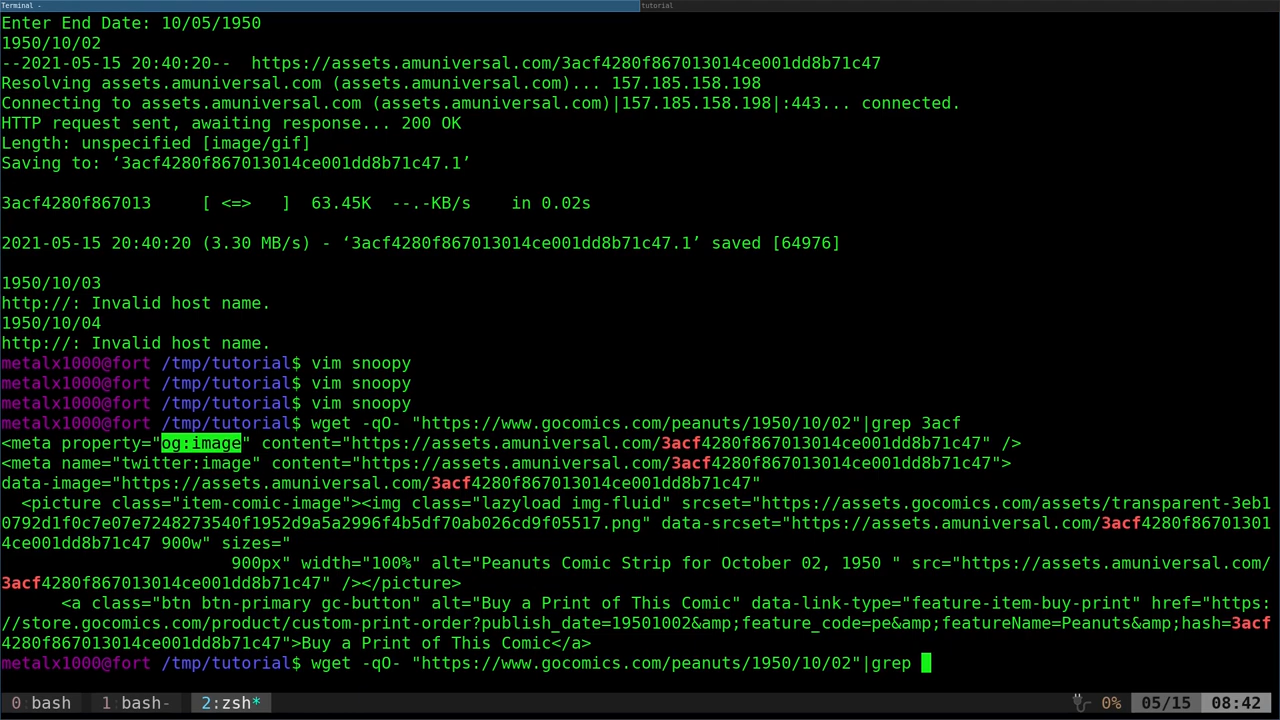 Terminal -
tutorial
Enter End Date: 10/05/1950
1950/10/02
--2021-05-15 20:40:20--  https://assets.amuniversal.com/3acf4280f867013014ce001dd8b71c47
Resolving assets.amuniversal.com (assets.amuniversal.com)... 157.185.158.198
Connecting to assets.amuniversal.com (assets.amuniversal.com)|157.185.158.198|:443... connected.
HTTP request sent, awaiting response... 200 OK
Length: unspecified [image/gif]
Saving to: ‘3acf4280f867013014ce001dd8b71c47.1’
3acf4280f867013     [ <=>   ]  63.45K  --.-KB/s    in 0.02s
2021-05-15 20:40:20 (3.30 MB/s) - ‘3acf4280f867013014ce001dd8b71c47.1’ saved [64976]
1950/10/03
http://: Invalid host name.
1950/10/04
http://: Invalid host name.
metalx1000@fort /tmp/tutorial$ vim snoopy
metalx1000@fort /tmp/tutorial$ vim snoopy
metalx1000@fort /tmp/tutorial$ vim snoopy
metalx1000@fort /tmp/tutorial$ wget -qO- "https://www.gocomics.com/peanuts/1950/10/02"|grep 3acf
<meta property="og:image" content="https://assets.amuniversal.com/3acf4280f867013014ce001dd8b71c47" />
<meta name="twitter:image" content="https://assets.amuniversal.com/3acf4280f867013014ce001dd8b71c47">
data-image="https://assets.amuniversal.com/3acf4280f867013014ce001dd8b71c47"
  <picture class="item-comic-image"><img class="lazyload img-fluid" srcset="https://assets.gocomics.com/assets/transparent-3eb1
0792d1f0c7e07e7248273540f1952d9a5a2996f4b5df70ab026cd9f05517.png" data-srcset="https://assets.amuniversal.com/3acf4280f86701301
4ce001dd8b71c47 900w" sizes="
                       900px" width="100%" alt="Peanuts Comic Strip for October 02, 1950 " src="https://assets.amuniversal.com/
3acf4280f867013014ce001dd8b71c47" /></picture>
      <a class="btn btn-primary gc-button" alt="Buy a Print of This Comic" data-link-type="feature-item-buy-print" href="https:
//store.gocomics.com/product/custom-print-order?publish_date=19501002&amp;feature_code=pe&amp;featureName=Peanuts&amp;hash=3acf
4280f867013014ce001dd8b71c47">Buy a Print of This Comic</a>
metalx1000@fort /tmp/tutorial$ wget -qO- "https://www.gocomics.com/peanuts/1950/10/02"|grep
0:bash  1:bash-  2:zsh*  0%  05/15  08:42